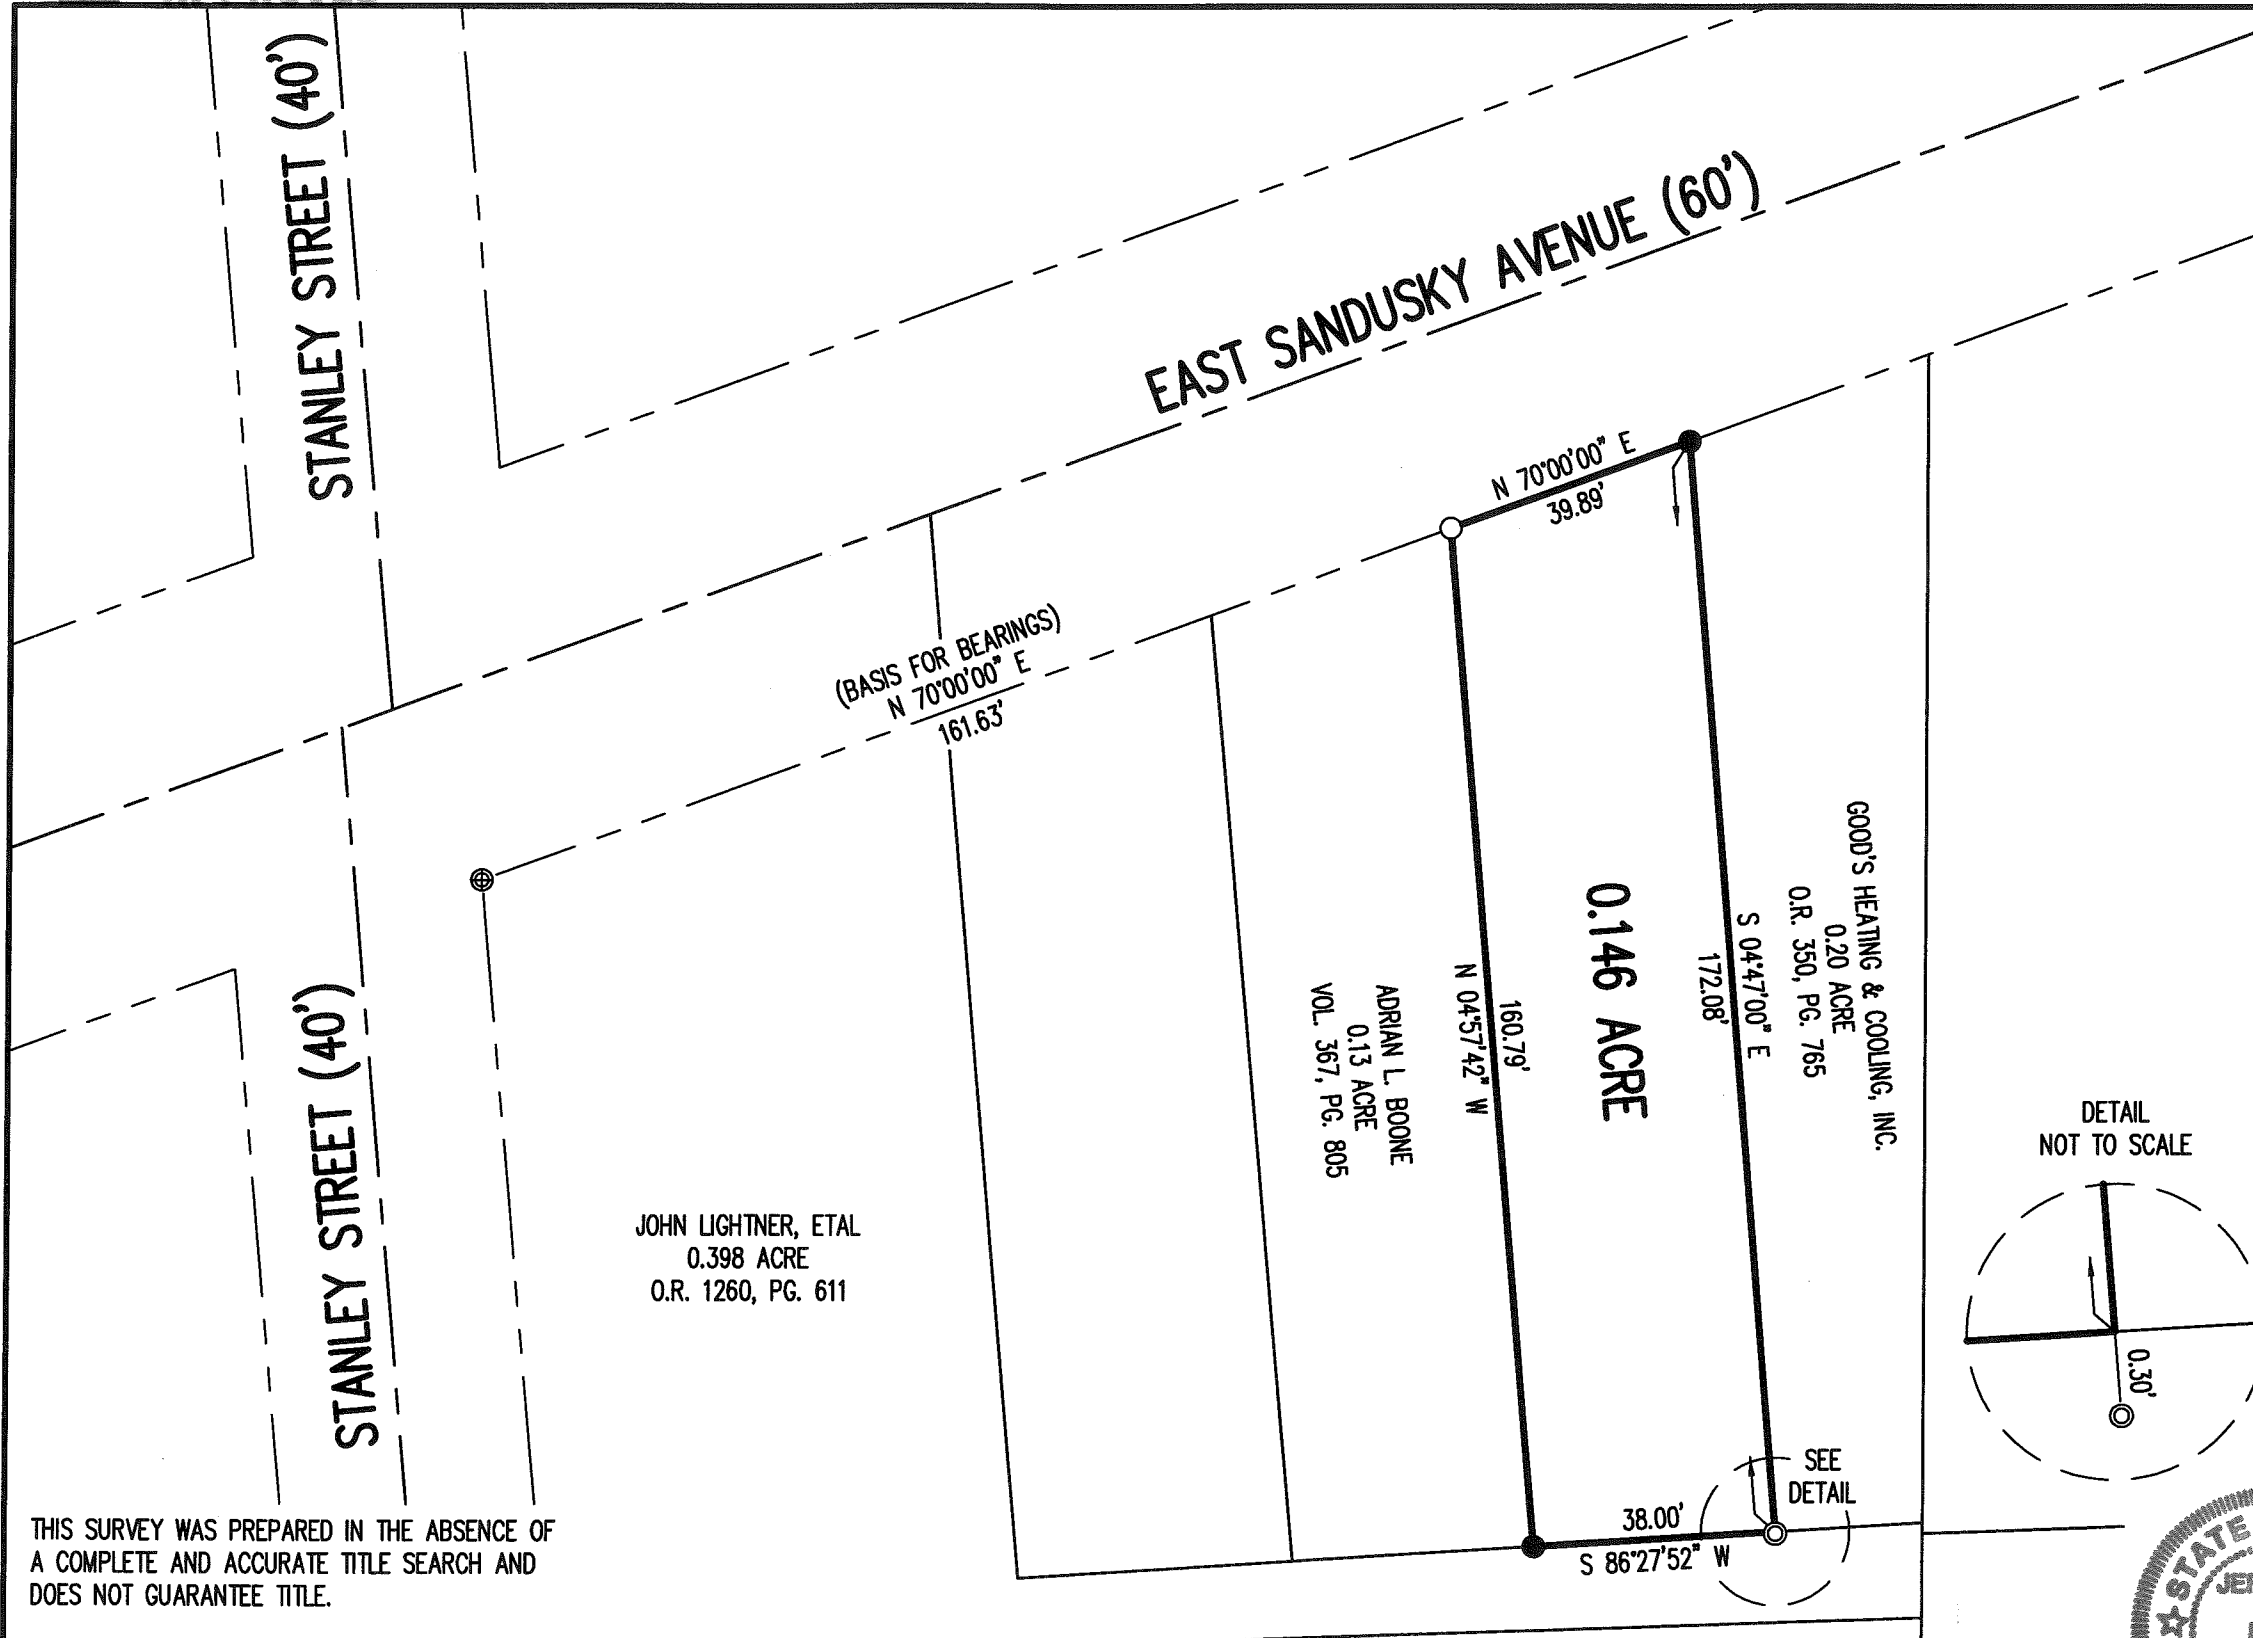 STANLEY STREET (40')
EAST SANDUSKY AVENUE (60')
N 70°00'00" E
39.89'
(BASIS FOR BEARINGS)
N 70°00'00" E
161.63'
GOOD'S HEATING & COOLING, INC.
0.20 ACRE
O.R. 350, PG. 765
S 04°47'00" E
172.08'
0.146 ACRE
160.79'
N 04°57'42" W
ADRIAN L. BOONE
0.13 ACRE
VOL. 367, PG. 805
STANLEY STREET (40')
JOHN LIGHTNER, ETAL
0.398 ACRE
O.R. 1260, PG. 611
DETAIL
NOT TO SCALE
0.30'
SEE
DETAIL
38.00'
S 86°27'52" W
THIS SURVEY WAS PREPARED IN THE ABSENCE OF
A COMPLETE AND ACCURATE TITLE SEARCH AND
DOES NOT GUARANTEE TITLE.
STATE